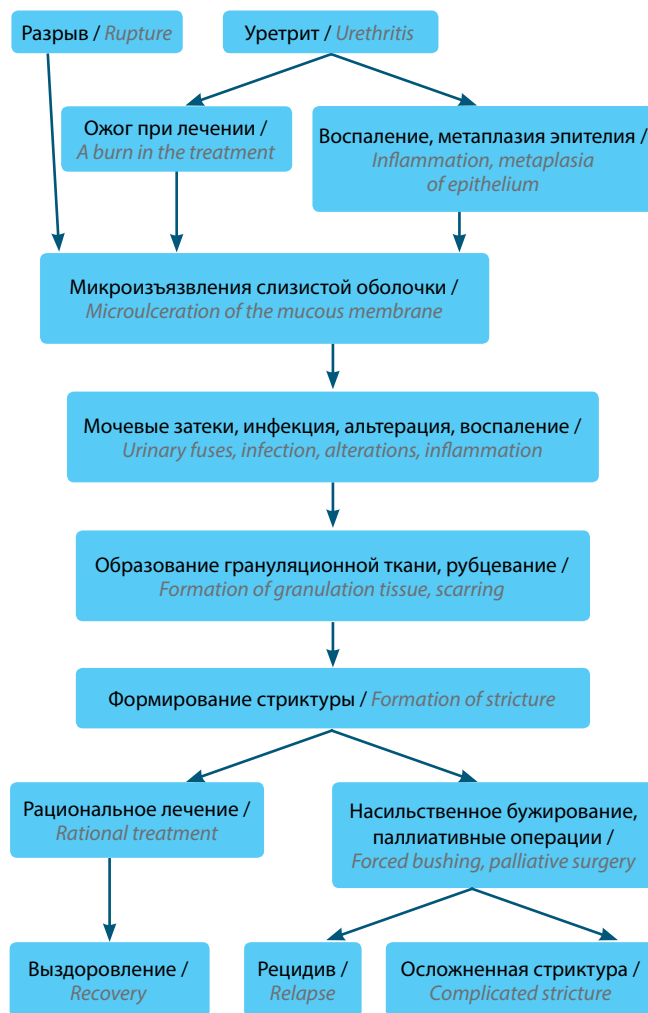 Разрыв / Rupture
Уретрит / Urethritis
Ожог при лечении /
A burn in the treatment
Воспаление, метаплазия эпителия /
Inflammation, metaplasia
of epithelium
Микроизъязвления слизистой оболочки /
Microulceration of the mucous membrane
Мочевые затеки, инфекция, альтерация, воспаление /
Urinary fuses, infection, alterations, inflammation
Образование грануляционной ткани, рубцевание /
Formation of granulation tissue, scarring
Формирование стриктуры / Formation of stricture
Рациональное лечение /
Rational treatment
Насильственное бужирование,
паллиативные операции /
Forced bushing, palliative surgery
Выздоровление /
Recovery
Рецидив /
Relapse
Осложненная стриктура /
Complicated stricture